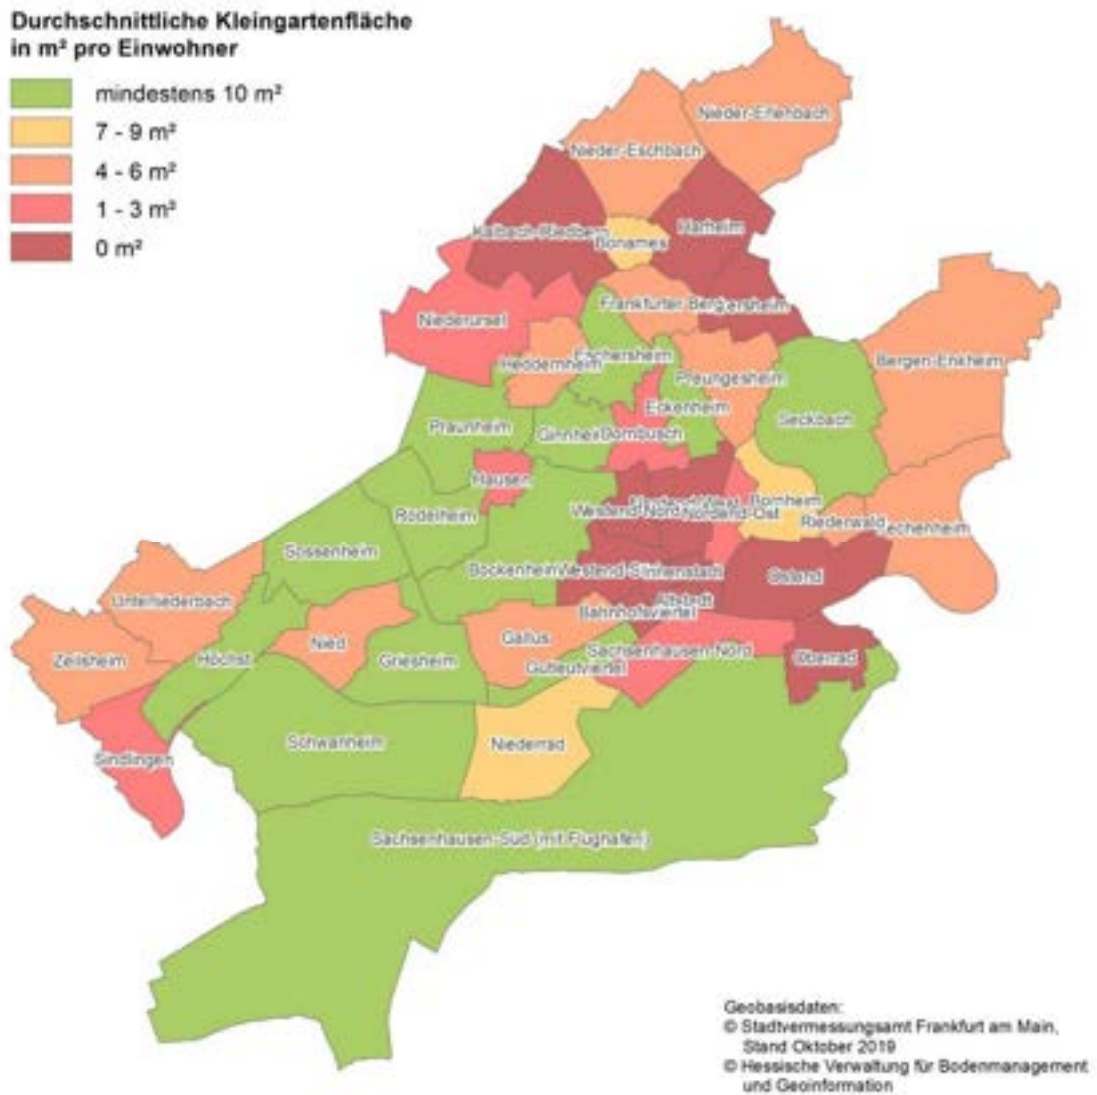 Durchschnittliche Kleingartenfläche
in m² pro Einwohner
mindestens 10 m²
7 - 9 m²
4 - 6 m²
1 - 3 m²
0 m²
Nieder-Erlenbach
Nieder-Eschbach
Harheim
Kalbach-Riedberg
Bonames
Frankfurter Berg
Niederursel
Eschersheim
Heddernheim
Bergen-Enkheim
Preungesheim
Eckenheim
Seckbach
Praunheim
Ginnheim
Dornbusch
Hausen
Bornheim
Westend-Nord
Nordend-West
Nordend-Ost
Rödelheim
Riederwald
Fechenheim
Sossenheim
Bockenheim
Westend-Süd
Innenstadt
Ostend
Unterliederbach
Altstadt
Bahnhofsviertel
Gallus
Nied
Zeilsheim
Höchst
Griesheim
Sachsenhausen-Nord
Oberrad
Gutleutviertel
Schwanheim
Niederrad
Sindlingen
Sachsenhausen-Süd (mit Flughafen)
Geobasisdaten:
© Stadtvermessungsamt Frankfurt am Main,
Stand Oktober 2019
© Hessische Verwaltung für Bodenmanagement
und Geoinformation